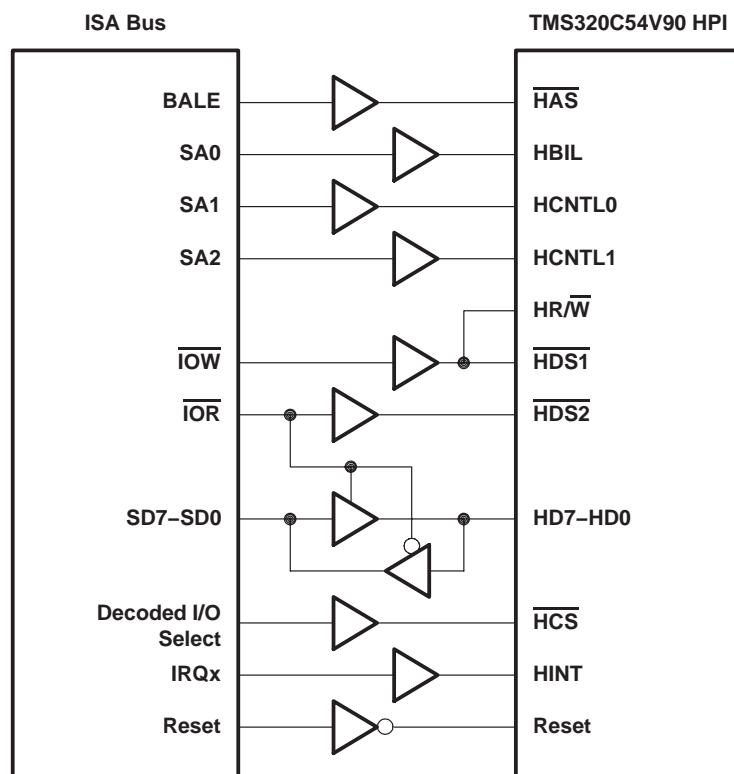 ISA Bus
TMS320C54V90 HPI
BALE
HAS
SA0
HBIL
SA1
HCNTL0
SA2
HCNTL1
HR/W
IOW
HDS1
IOR
HDS2
SD7–SD0
HD7–HD0
Decoded I/O
Select
HCS
IRQx
HINT
Reset
Reset